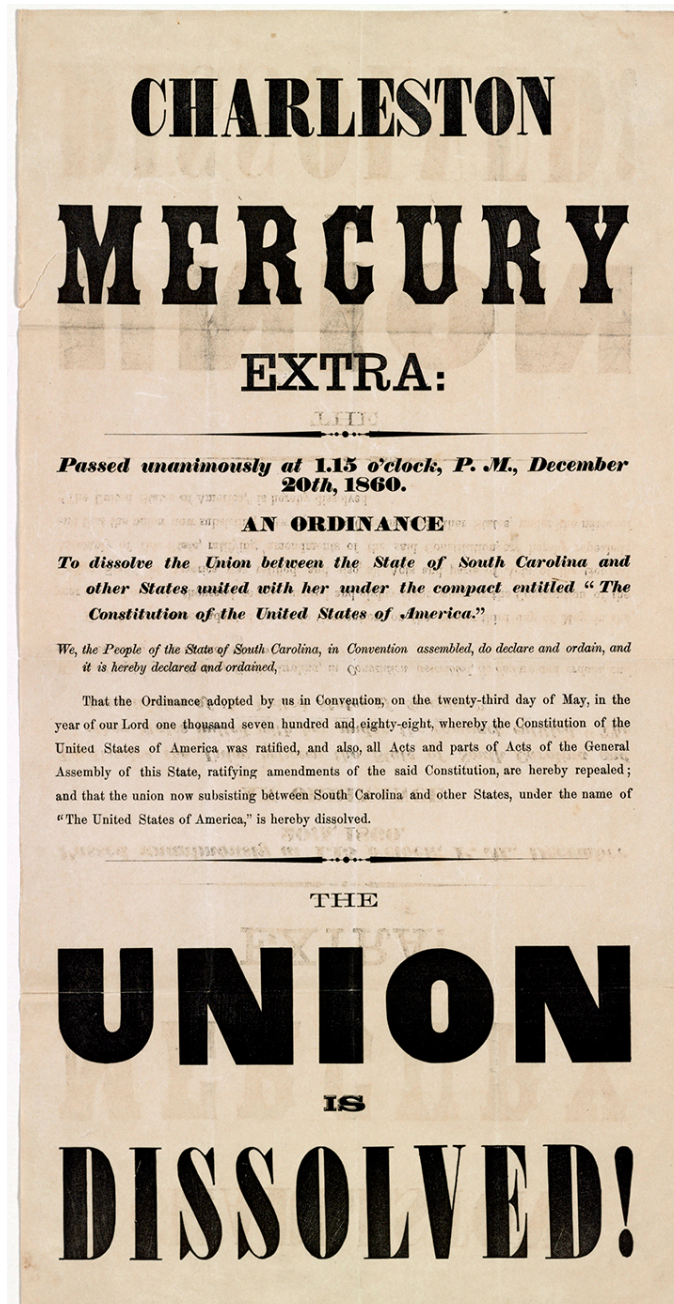 CHARLESTON
MERCURY
EXTRA:
Passed unanimously at 1.15 o'clock, P. M., December
20th, 1860.
AN ORDINANCE
To dissolve the Union between the State of South Carolina and
other States united with her under the compact entitled “ The
Constitution of the United States of America.”
We, the People of the State of South Carolina, in Convention assembled, do declare and ordain, and
it is hereby declared and ordained,
That the Ordinance adopted by us in Convention, on the twenty-third day of May, in the
year of our Lord one thousand seven hundred and eighty-eight, whereby the Constitution of the
United States of America was ratified, and also, all Acts and parts of Acts of the General
Assembly of this State, ratifying amendments of the said Constitution, are hereby repealed ;
and that the union now subsisting between South Carolina and other States, under the name of
“The United States of America,” is hereby dissolved.
THE
UNION
IS
DISSOLVED!